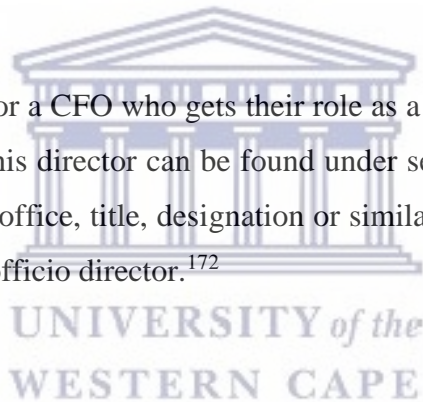 or a CFO who gets their role as a
his director can be found under se
office, title, designation or simila
officio director.172
UNIVERSITY of the
WESTERN CAPE